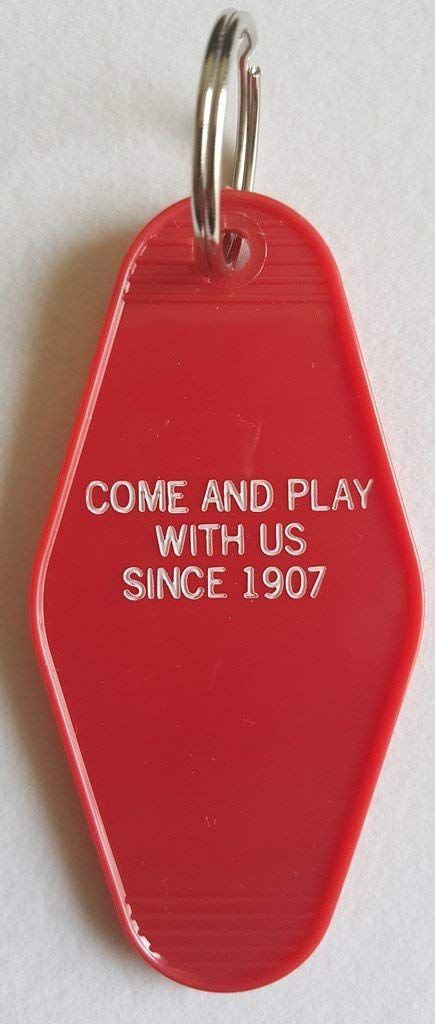 COME AND PLAY
WITH US
SINCE 1907